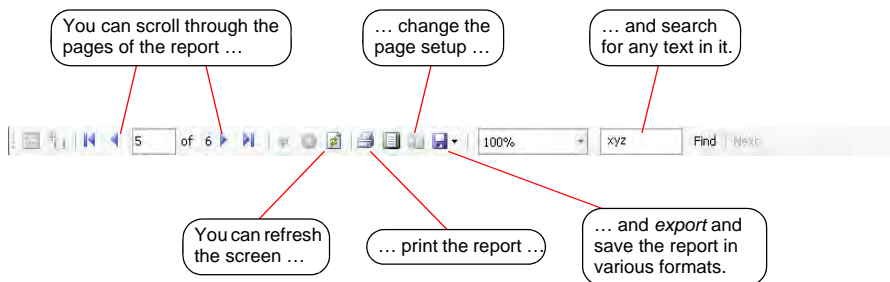 You can scroll through the
pages of the report …
… change the
page setup …
… and search
for any text in it.
5 of 6
100%
xyz
Find
Next
You can refresh
the screen …
… print the report …
… and export and
save the report in
various formats.